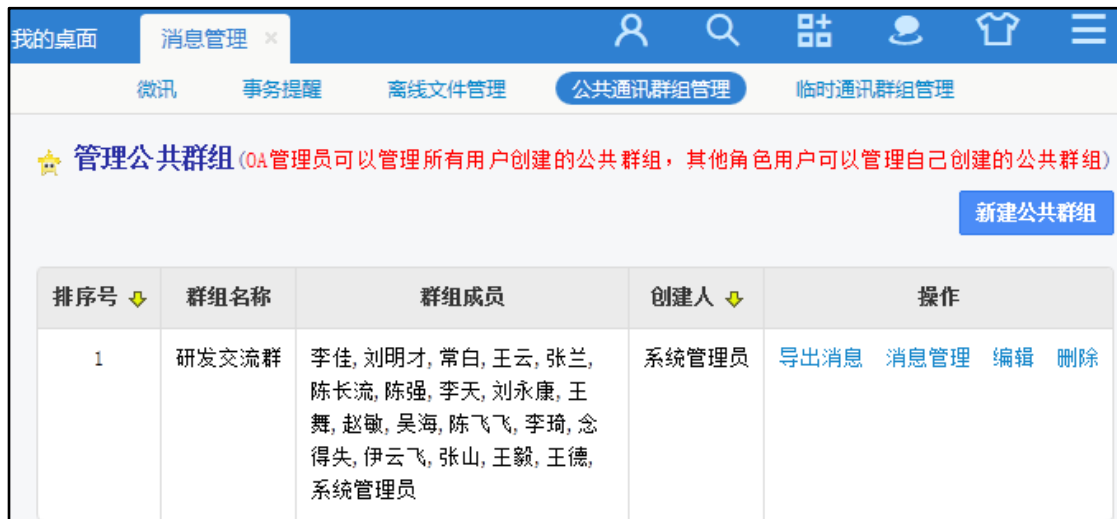 我的桌面 消息管理 ×
微讯 事务提醒 离线文件管理 公共通讯群组管理 临时通讯群组管理
管理公共群组(OA管理员可以管理所有用户创建的公共群组，其他角色用户可以管理自己创建的公共群组)
新建公共群组
排序号 群组名称 群组成员 创建人 操作
1 研发交流群 李佳, 刘明才, 常白, 王云, 张兰, 系统管理员 导出消息 消息管理 编辑 删除
陈长流, 陈强, 李天, 刘永康, 王
舞, 赵敏, 吴海, 陈飞飞, 李琦, 念
得失, 伊云飞, 张山, 王毅, 王德,
系统管理员